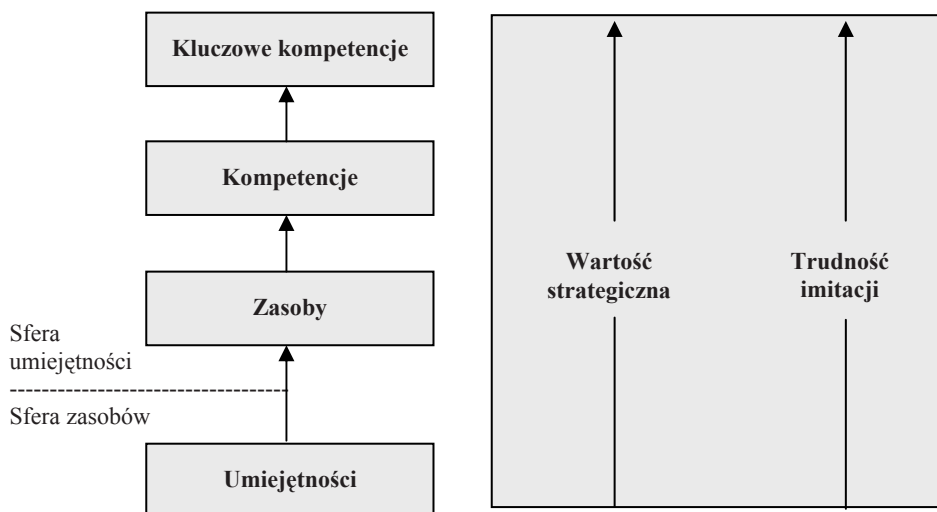 Kluczowe kompetencje
Kompetencje
Zasoby
Sfera
umiejętności
Sfera zasobów
Umiejętności
Wartość
strategiczna
Trudność
imitacji